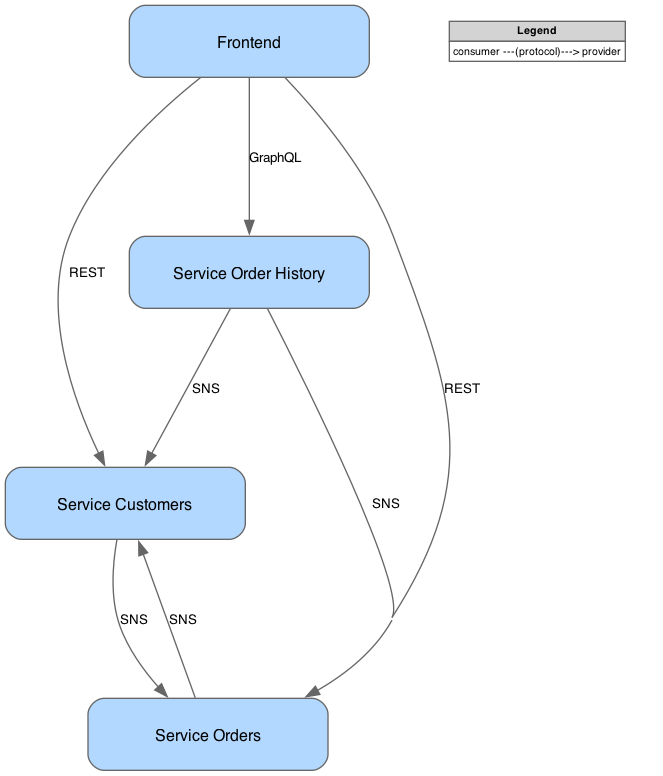 Frontend
Legend
consumer ---(protocol)---> provider
GraphQL
REST
Service Order History
SNS
REST
Service Customers
SNS
SNS
SNS
Service Orders